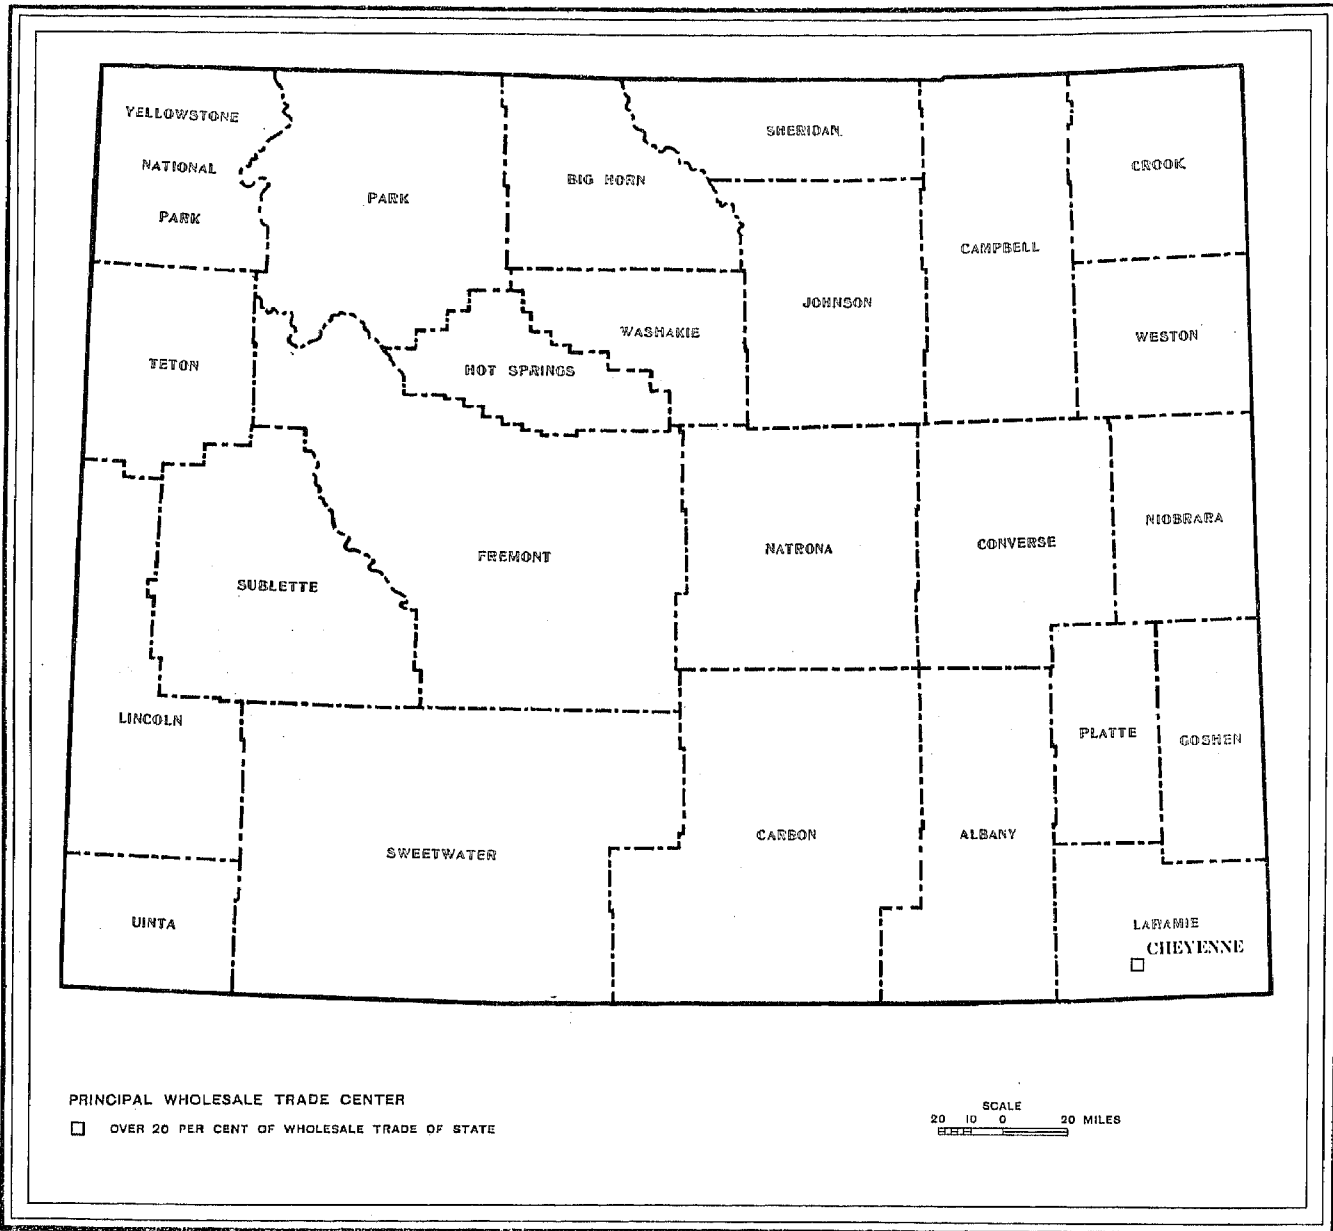 YELLOWSTONE
NATIONAL
PARK
PARK
BIG HORN
SHERIDAN
CROOK
CAMPBELL
JOHNSON
WASHAKIE
WESTON
TETON
HOT SPRINGS
NIOBRARA
CONVERSE
NATRONA
FREMONT
SUBLETTE
LINCOLN
PLATTE
GOSHEN
CARBON
ALBANY
SWEETWATER
UINTA
LARAMIE
CHEYENNE
PRINCIPAL WHOLESALE TRADE CENTER
OVER 20 PER CENT OF WHOLESALE TRADE OF STATE
SCALE
20 10 0 20 MILES